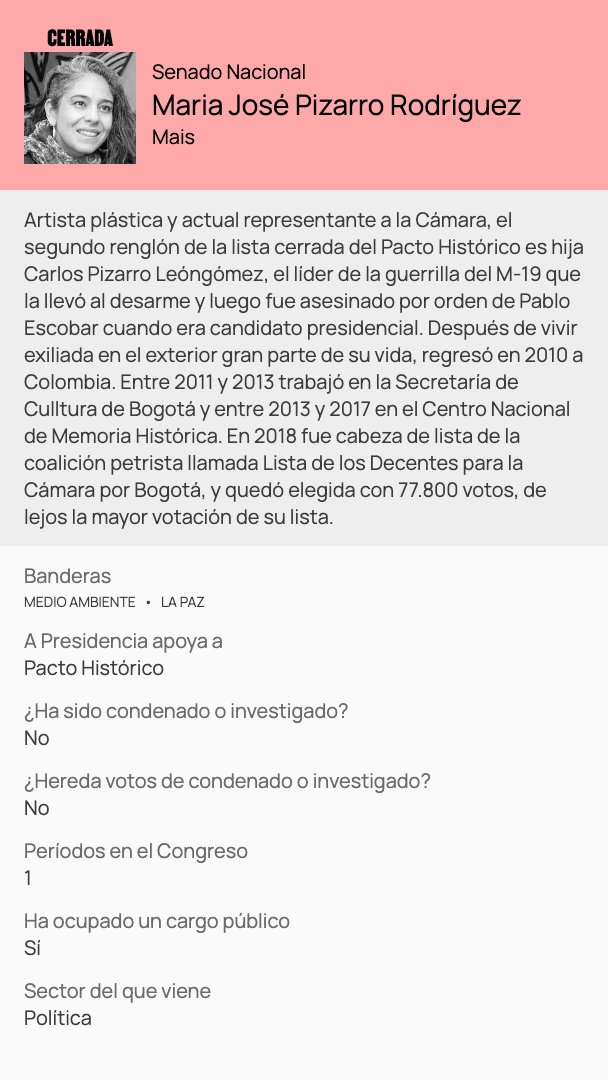 CERRADA
Senado Nacional
Maria José Pizarro Rodríguez
Mais
Artista plástica y actual representante a la Cámara, el
segundo renglón de la lista cerrada del Pacto Histórico es hija
Carlos Pizarro Leóngómez, el líder de la guerrilla del M-19 que
la llevó al desarme y luego fue asesinado por orden de Pablo
Escobar cuando era candidato presidencial. Después de vivir
exiliada en el exterior gran parte de su vida, regresó en 2010 a
Colombia. Entre 2011 y 2013 trabajó en la Secretaría de
Culltura de Bogotá y entre 2013 y 2017 en el Centro Nacional
de Memoria Histórica. En 2018 fue cabeza de lista de la
coalición petrista llamada Lista de los Decentes para la
Cámara por Bogotá, y quedó elegida con 77.800 votos, de
lejos la mayor votación de su lista.
Banderas
MEDIO AMBIENTE • LA PAZ
A Presidencia apoya a
Pacto Histórico
¿Ha sido condenado o investigado?
No
¿Hereda votos de condenado o investigado?
No
Períodos en el Congreso
1
Ha ocupado un cargo público
Sí
Sector del que viene
Política